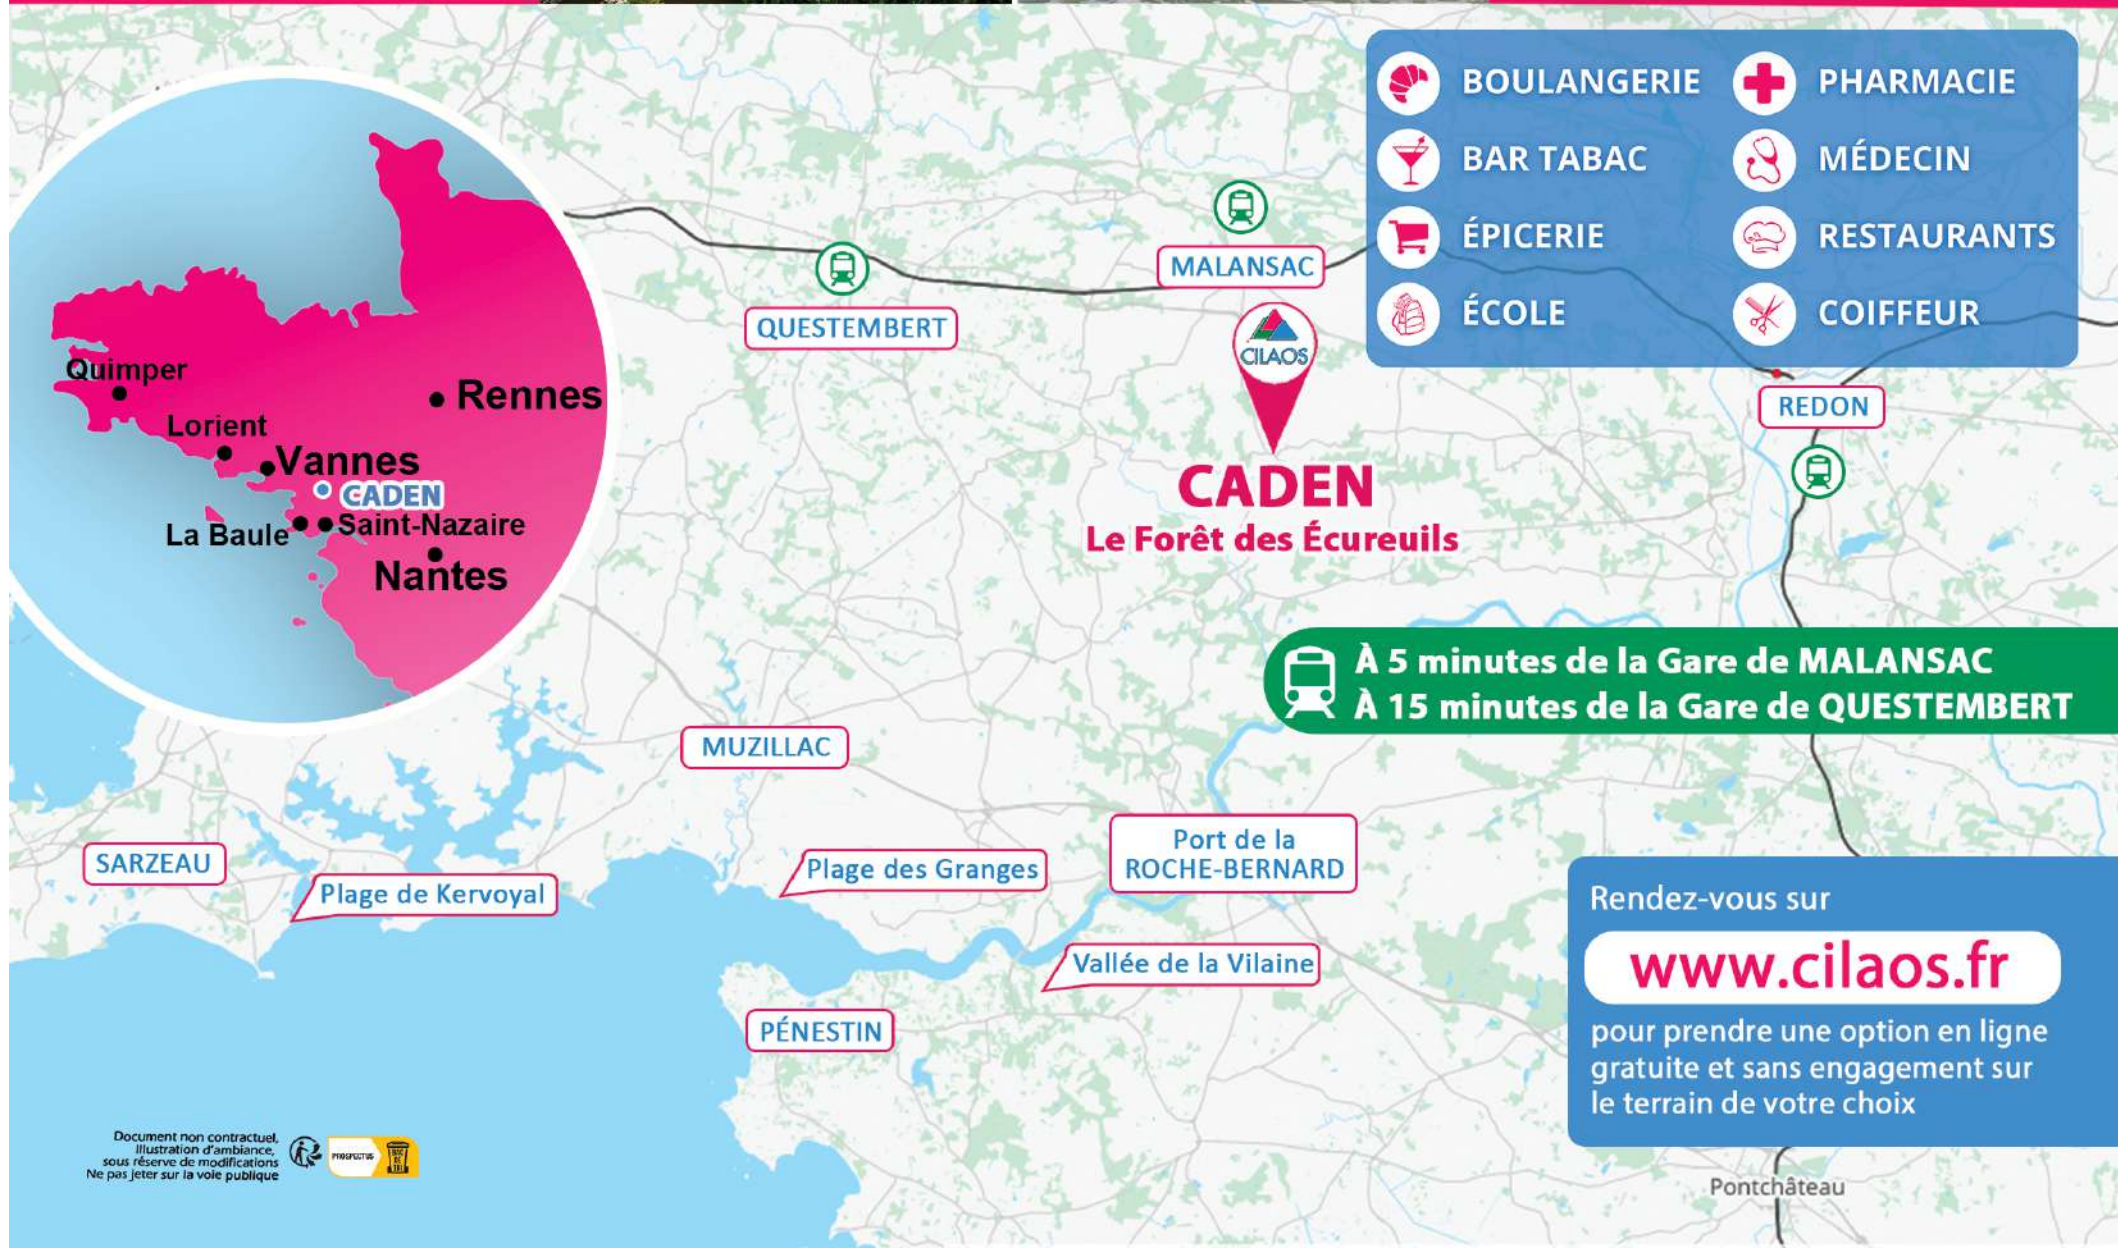 BOULANGERIE
PHARMACIE
BAR TABAC
MÉDECIN
ÉPICERIE
RESTAURANTS
ÉCOLE
COIFFEUR
Quimper
Rennes
Lorient
Vannes
CADEN
La Baule
Saint-Nazaire
Nantes
MALANSAC
QUESTEMBERT
CILAOS
REDON
CADEN
Le Forêt des Écureuils
À 5 minutes de la Gare de MALANSAC
À 15 minutes de la Gare de QUESTEMBERT
MUZILLAC
SARZEAU
Plage de Kervoyal
Plage des Granges
Port de la
ROCHE-BERNARD
Vallée de la Vilaine
PÉNESTIN
Rendez-vous sur
www.cilaos.fr
pour prendre une option en ligne
gratuite et sans engagement sur
le terrain de votre choix
Pontchâteau
Document non contractuel,
illustration d'ambiance,
sous réserve de modifications
Ne pas jeter sur la voie publique
PROSPECTUS
BAC
DE
TRI